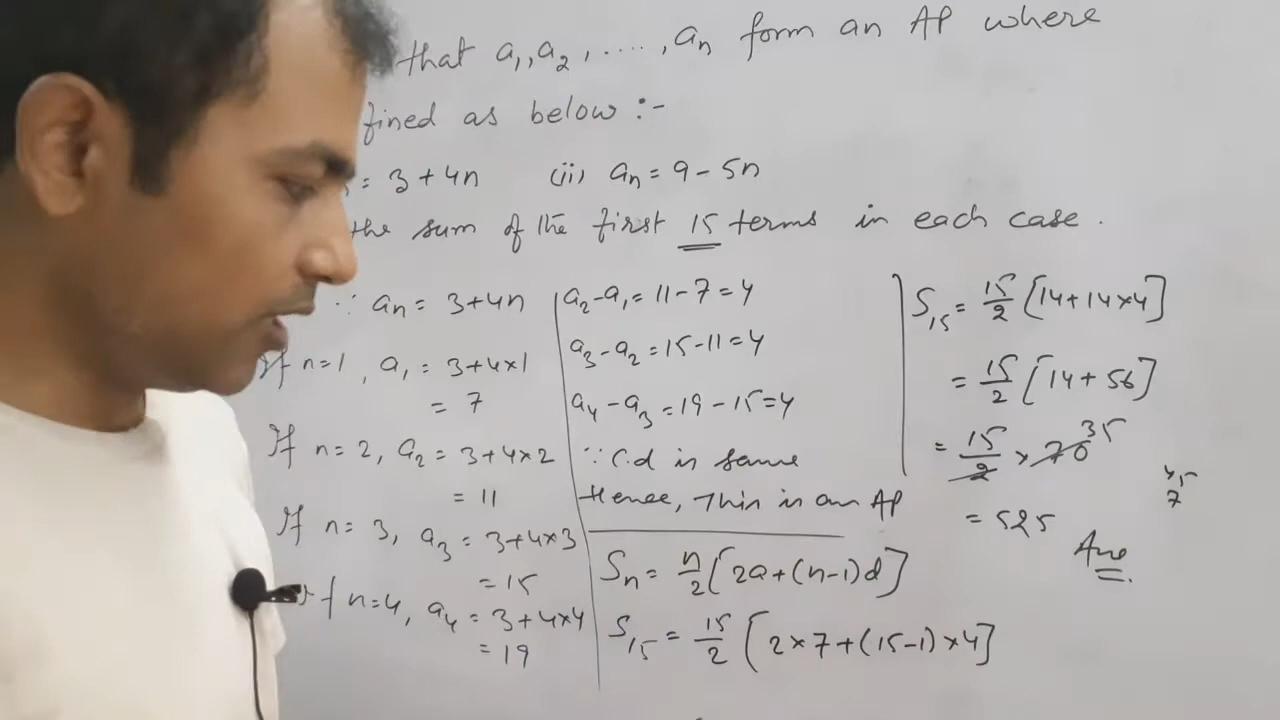 that a₁, a₂, ....., aₙ form an AP where
fined as below :-
= 3 + 4n (ii) aₙ = 9 - 5n
the sum of the first 15 terms in each case.
∵ aₙ = 3+4n
If n=1, a₁ = 3+4×1
= 7
If n= 2, a₂ = 3+4×2
= 11
If n= 3, a₃ = 3+4×3
= 15
If n=4, a₄ = 3+4×4
= 19
a₂-a₁ = 11-7 = 4
a₃-a₂ = 15-11 = 4
a₄-a₃ = 19-15 = 4
∵ C.d is same
Hence, This is an AP
Sₙ = n/2 [2a+(n-1)d]
S₁₅ = 15/2 [2×7+(15-1)×4]
S₁₅ = 15/2 [14+14×4]
= 15/2 [14+56]
= 15/2 × 70 35
= 525
Ans
7